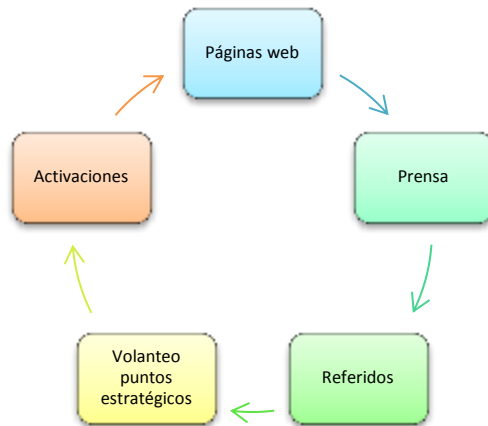 Páginas web
Prensa
Referidos
Volanteo
puntos
estratégicos
Activaciones